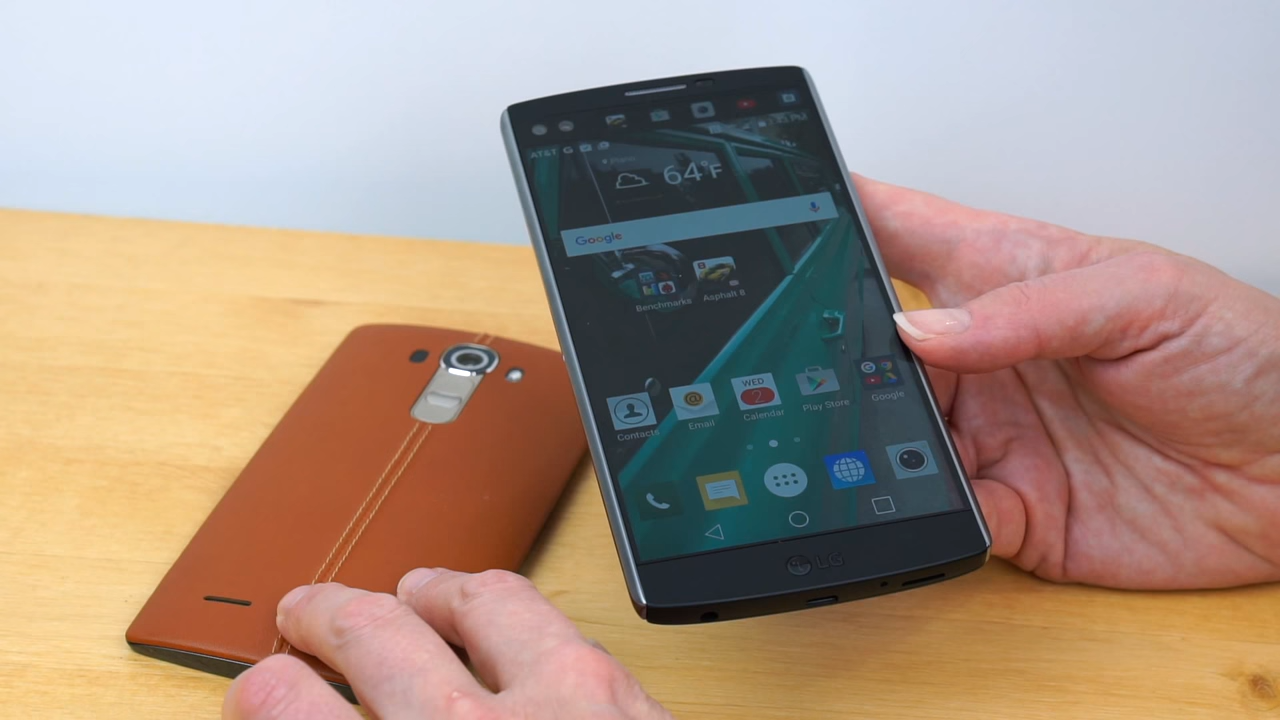 AT&T
64°F
Google
Benchmarks
Asphalt 8
WED
2
Contacts
Email
Calendar
Play Store
Google
LG